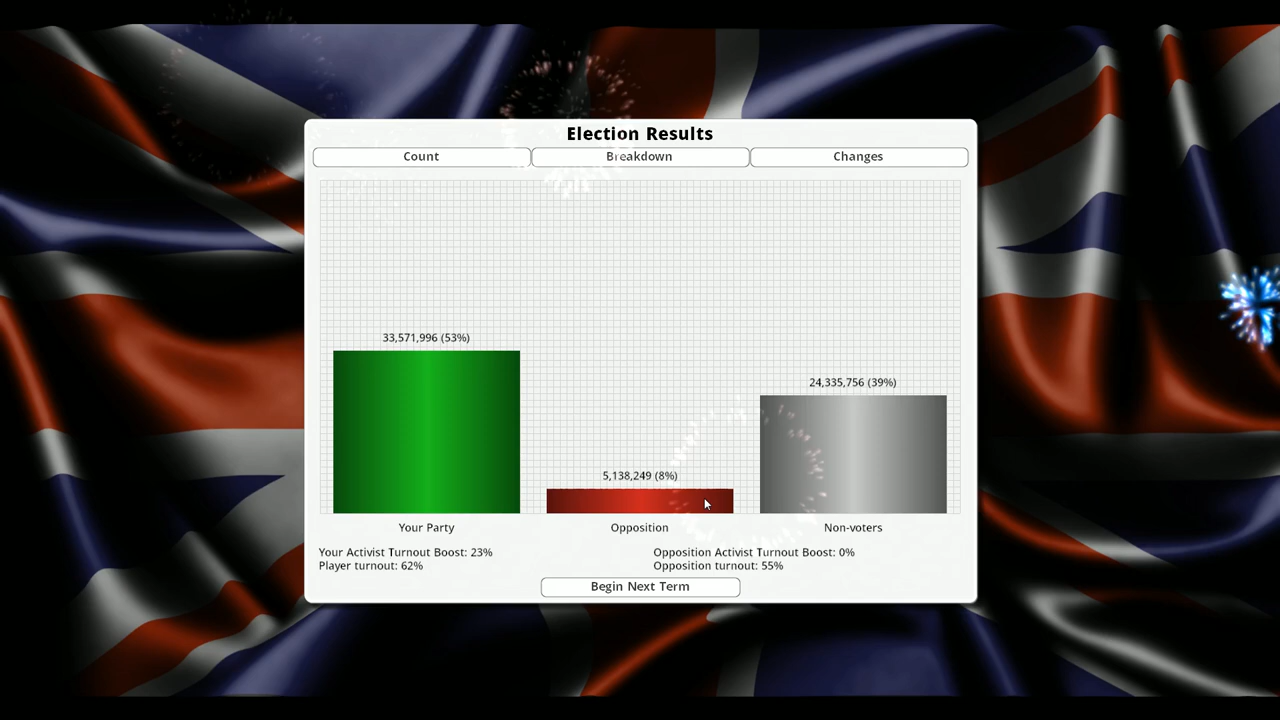 Election Results
Count
Breakdown
Changes
33,571,996 (53%)
24,335,756 (39%)
5,138,249 (8%)
Your Party
Opposition
Non-voters
Your Activist Turnout Boost: 23%
Opposition Activist Turnout Boost: 0%
Player turnout: 62%
Opposition turnout: 55%
Begin Next Term